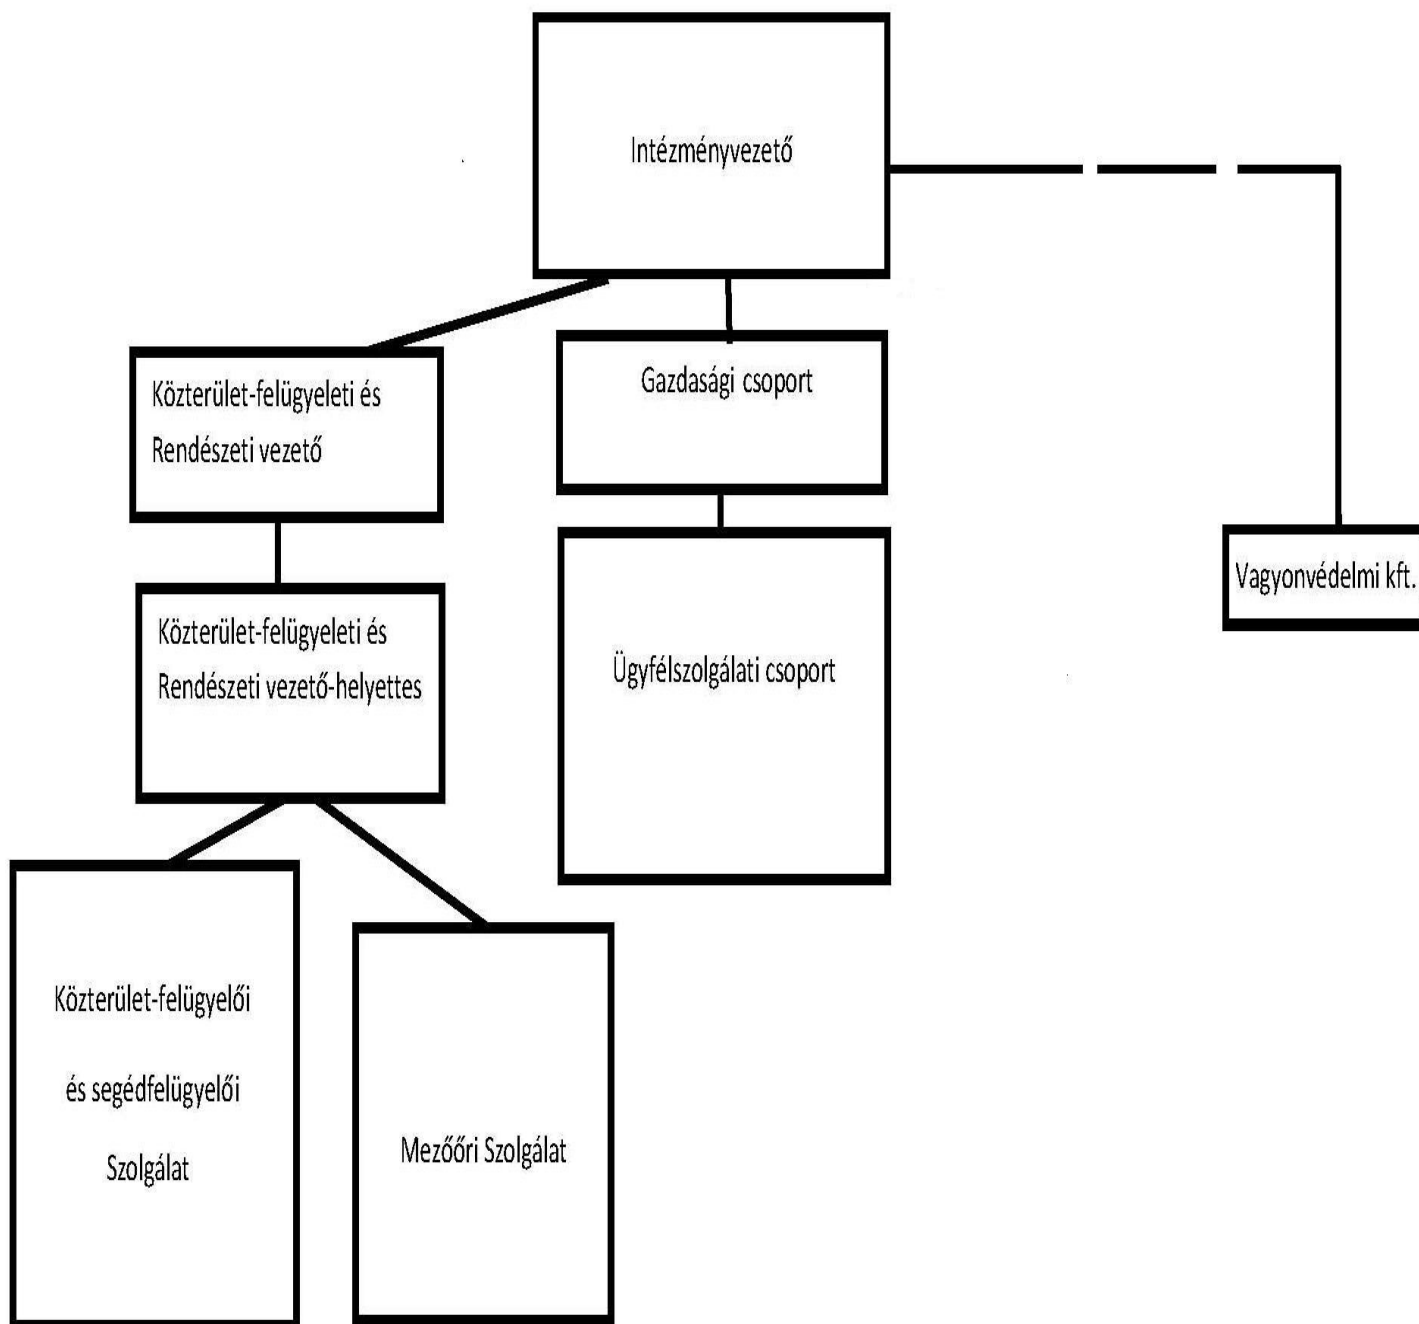 Intézményvezető
Közterület-felügyeleti és
Rendészeti vezető
Gazdasági csoport
Vagyonvédelmi kft.
Közterület-felügyeleti és
Rendészeti vezető-helyettes
Ügyfélszolgálati csoport
Közterület-felügyelői
és segédfelügyelői
Szolgálat
Mezőőri Szolgálat